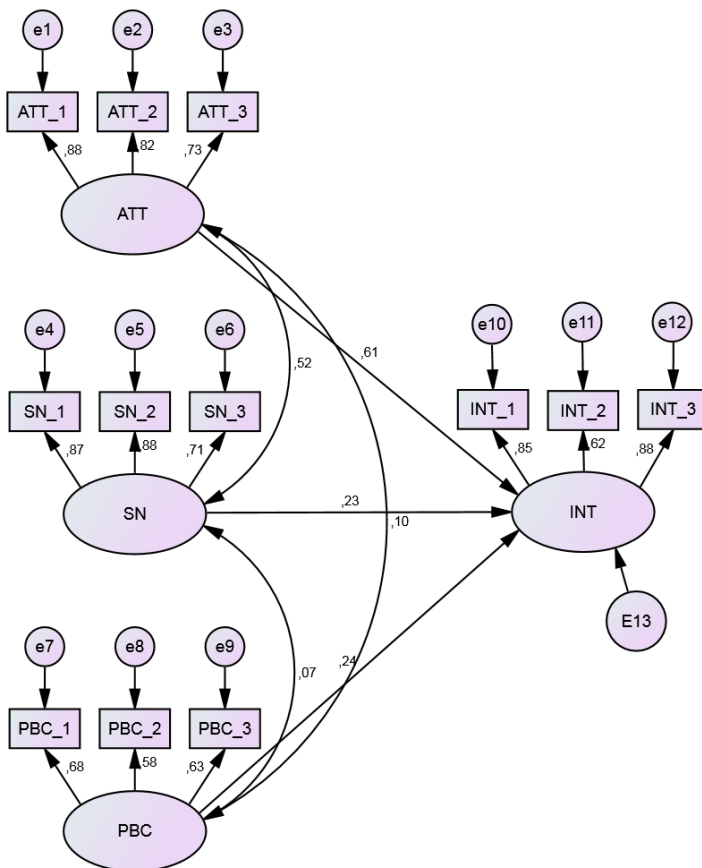 e1 e2 e3
ATT_1 ATT_2 ATT_3
,88 ,82 ,73
ATT
e4 e5 e6
SN_1 SN_2 SN_3
,87 ,88 ,71
SN
e7 e8 e9
PBC_1 PBC_2 PBC_3
,68 ,58 ,63
PBC
,52
,61
,23
,10
,07
,24
e10 e11 e12
INT_1 INT_2 INT_3
,85 ,62 ,88
INT
E13